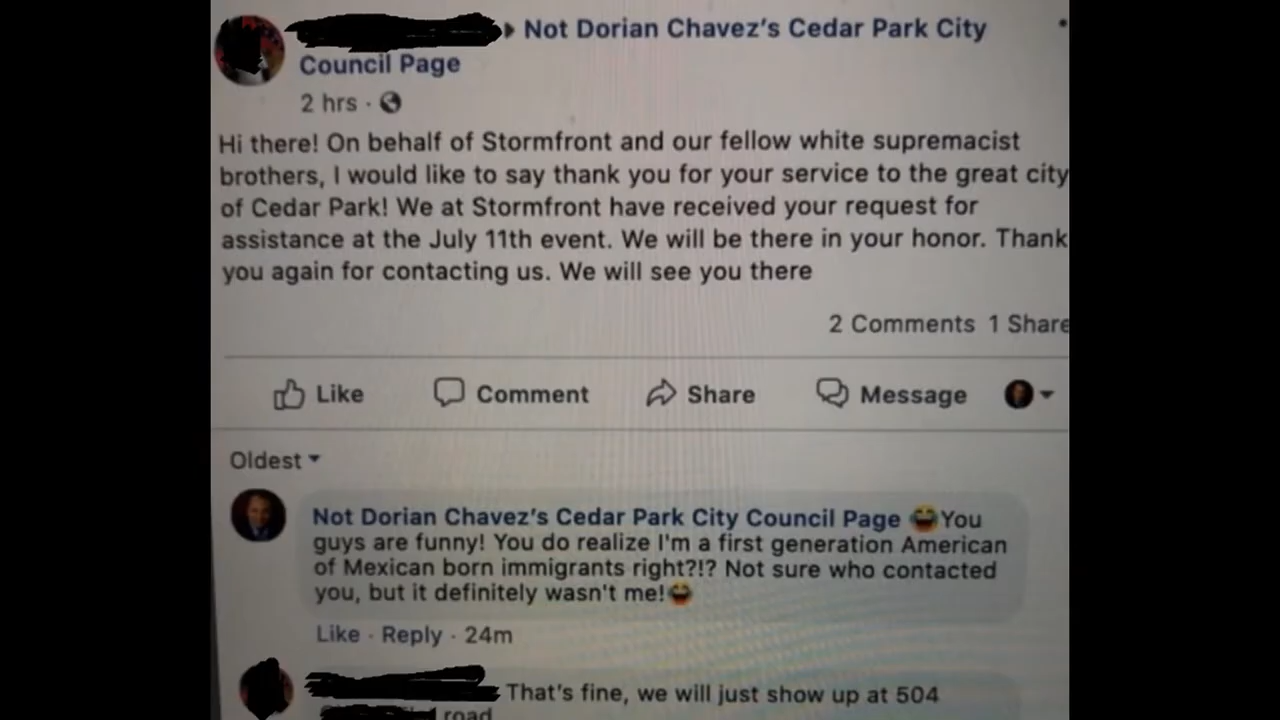 Not Dorian Chavez's Cedar Park City
Council Page
2 hrs ·
Hi there! On behalf of Stormfront and our fellow white supremacist
brothers, I would like to say thank you for your service to the great city
of Cedar Park! We at Stormfront have received your request for
assistance at the July 11th event. We will be there in your honor. Thank
you again for contacting us. We will see you there
2 Comments 1 Share
Like Comment Share Message
Oldest
Not Dorian Chavez's Cedar Park City Council Page 😂You
guys are funny! You do realize I'm a first generation American
of Mexican born immigrants right?!? Not sure who contacted
you, but it definitely wasn't me!😂
Like · Reply · 24m
That's fine, we will just show up at 504
road